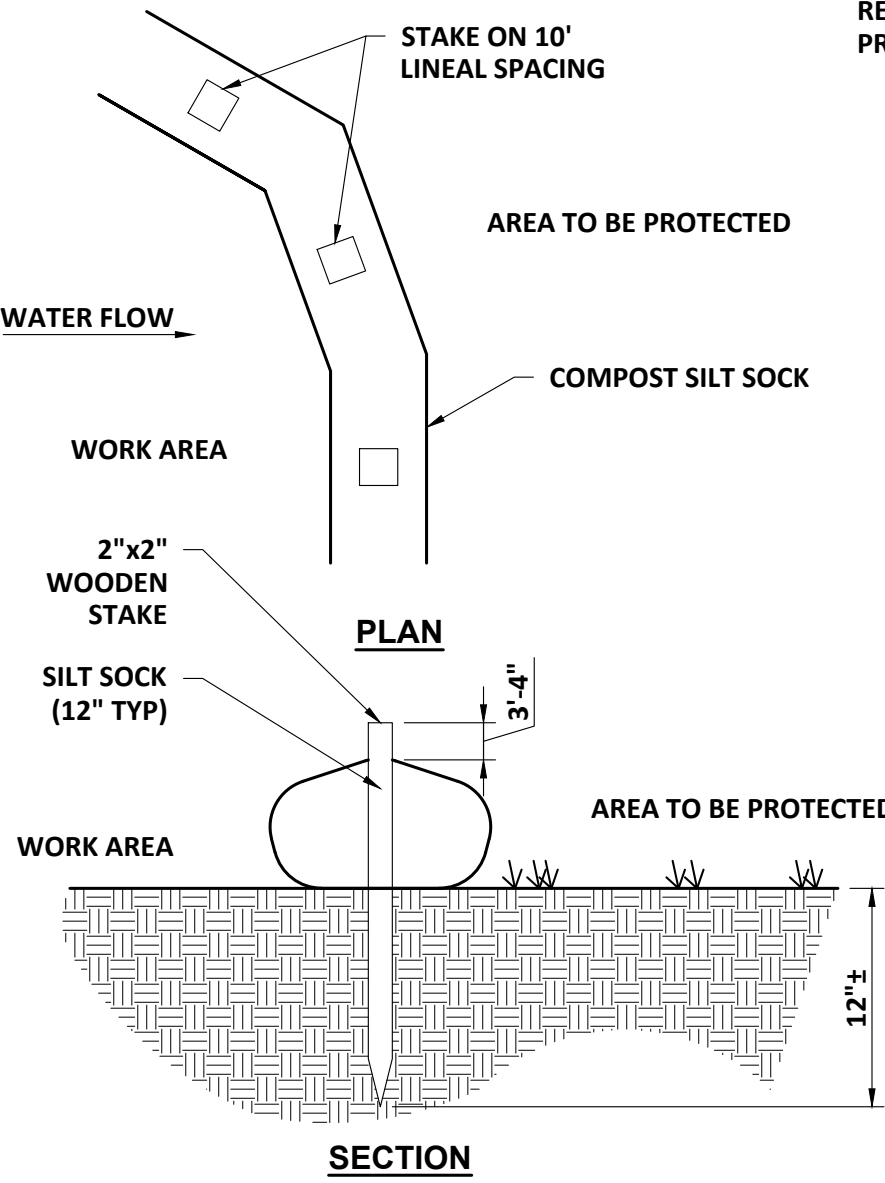 RE
PR
STAKE ON 10'
LINEAL SPACING
AREA TO BE PROTECTED
WATER FLOW
COMPOST SILT SOCK
WORK AREA
2"x2"
WOODEN
STAKE
PLAN
SILT SOCK
(12" TYP)
3'-4"
AREA TO BE PROTECTED
WORK AREA
12"±
SECTION